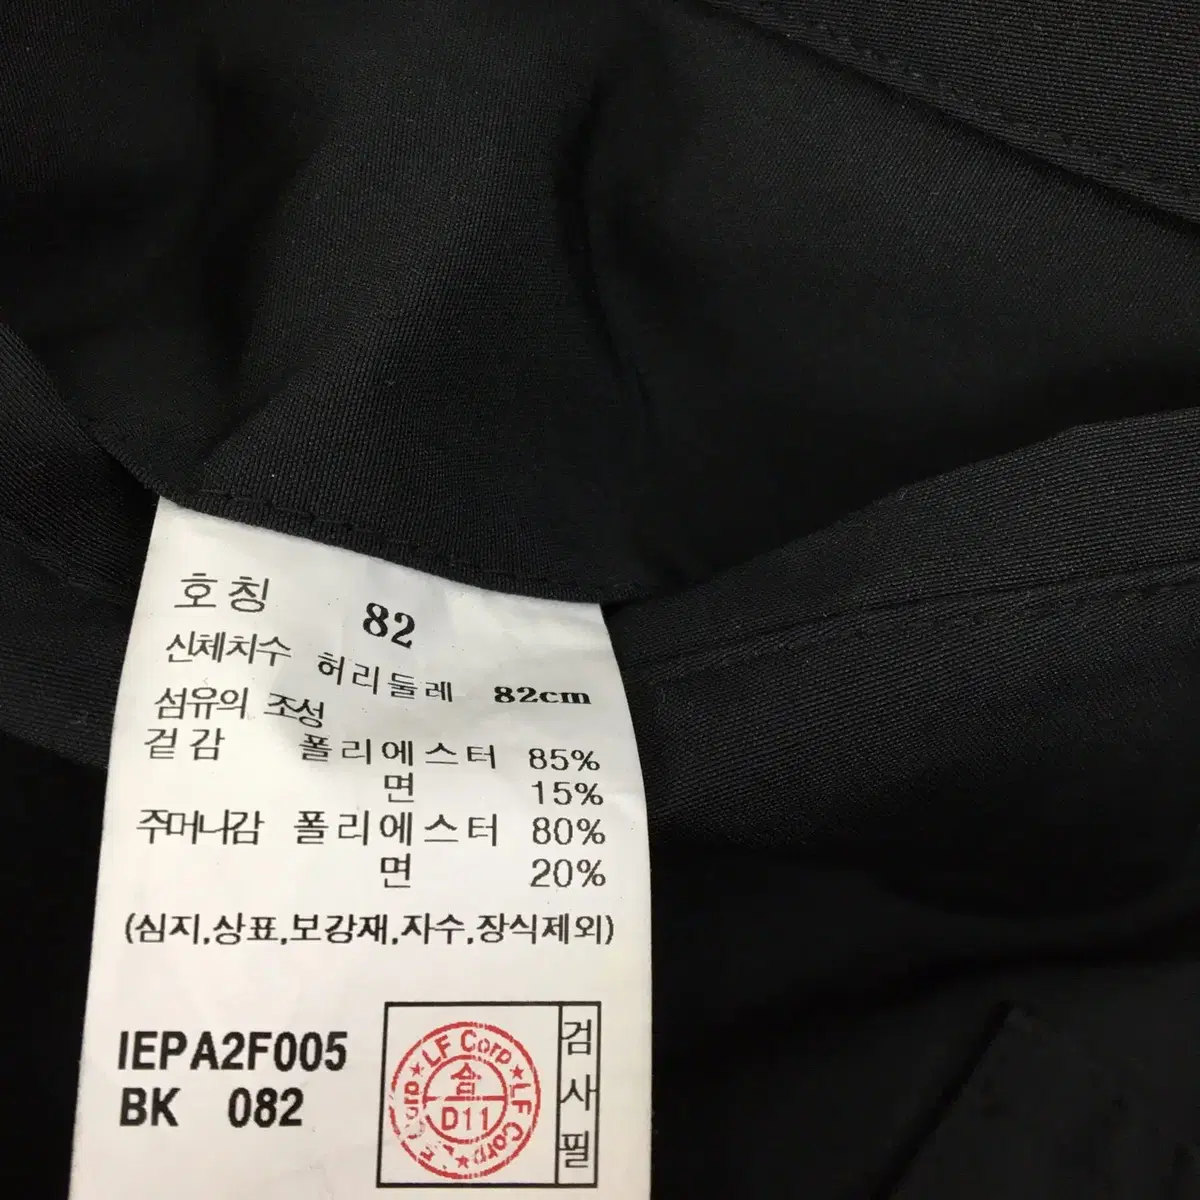 호칭 82
신체치수 허리둘레 82cm
섬유의 조성
겉감 폴리에스터 85%
면 15%
주머니감 폴리에스터 80%
면 20%
(심지,상표,보강재,자수,장식제외)
IEPA2F005
BK 082
LF Corp ★ LF Corp ★ LF Corp ★
合
D11
검사필